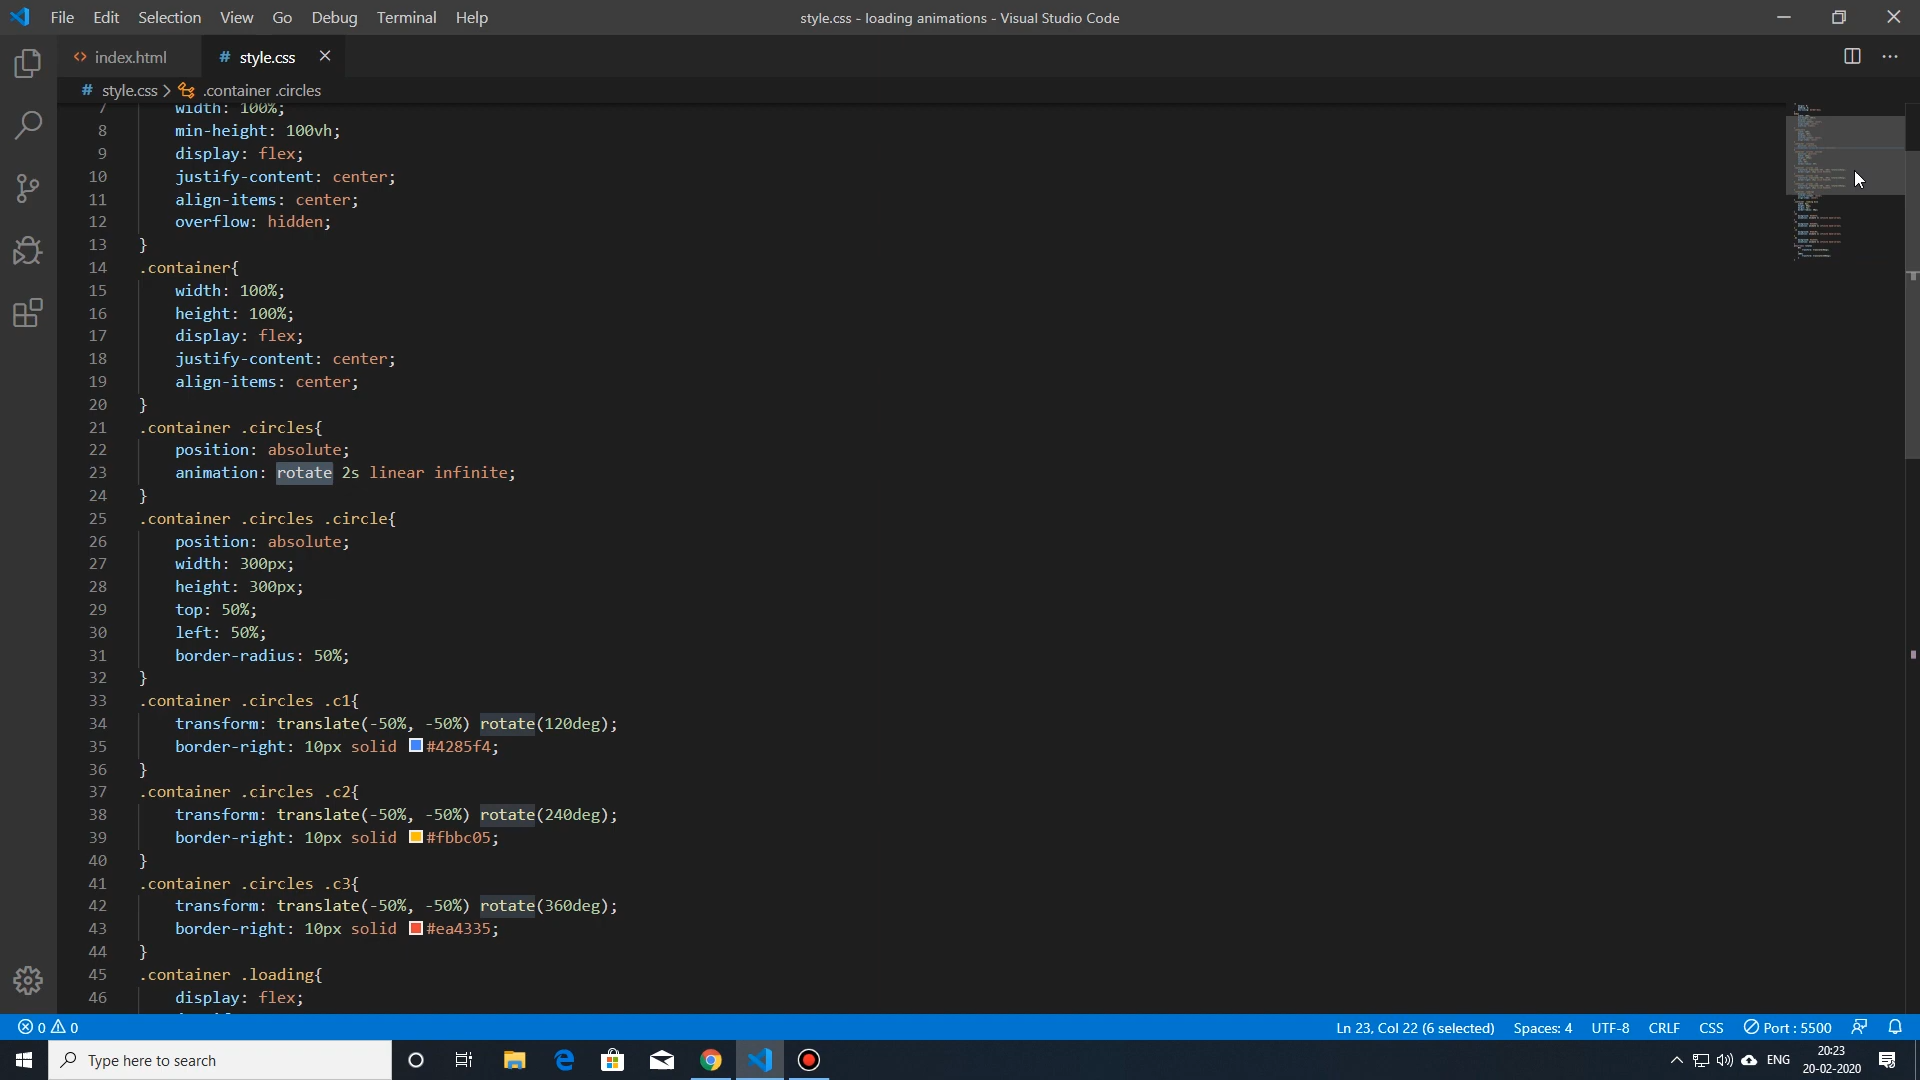 File Edit Selection View Go Debug Terminal Help
style.css - loading animations - Visual Studio Code
index.html
# style.css
# style.css > .container .circles
7 width: 100%;
8 min-height: 100vh;
9 display: flex;
10 justify-content: center;
11 align-items: center;
12 overflow: hidden;
13 }
14 .container{
15 width: 100%;
16 height: 100%;
17 display: flex;
18 justify-content: center;
19 align-items: center;
20 }
21 .container .circles{
22 position: absolute;
23 animation: rotate 2s linear infinite;
24 }
25 .container .circles .circle{
26 position: absolute;
27 width: 300px;
28 height: 300px;
29 top: 50%;
30 left: 50%;
31 border-radius: 50%;
32 }
33 .container .circles .c1{
34 transform: translate(-50%, -50%) rotate(120deg);
35 border-right: 10px solid #4285f4;
36 }
37 .container .circles .c2{
38 transform: translate(-50%, -50%) rotate(240deg);
39 border-right: 10px solid #fbbc05;
40 }
41 .container .circles .c3{
42 transform: translate(-50%, -50%) rotate(360deg);
43 border-right: 10px solid #ea4335;
44 }
45 .container .loading{
46 display: flex;
0 0
Ln 23, Col 22 (6 selected) Spaces: 4 UTF-8 CRLF CSS Port : 5500
Type here to search
ENG
20:23
20-02-2020